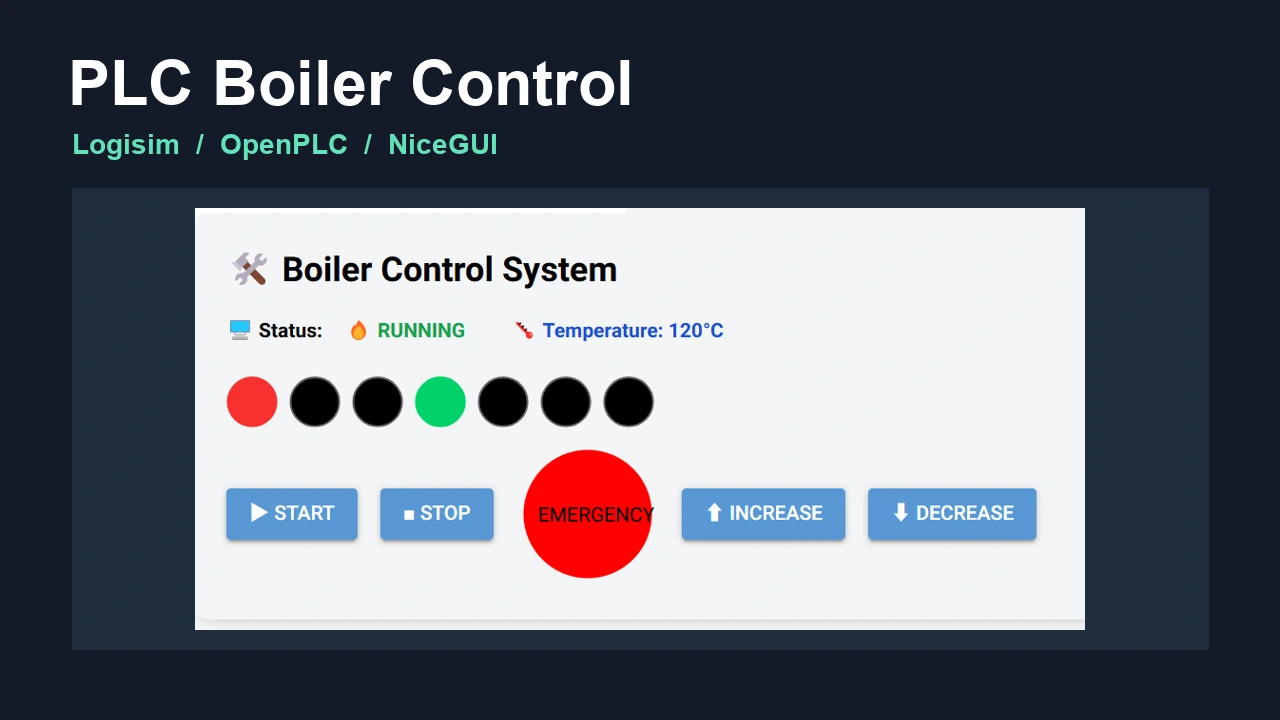 PLC Boiler Control
Logisim / OpenPLC / NiceGUI
🛠 Boiler Control System
🖥 Status: 🔥 RUNNING 🌡 Temperature: 120°C
▶ START ■ STOP EMERGENCY ⬆ INCREASE ⬇ DECREASE